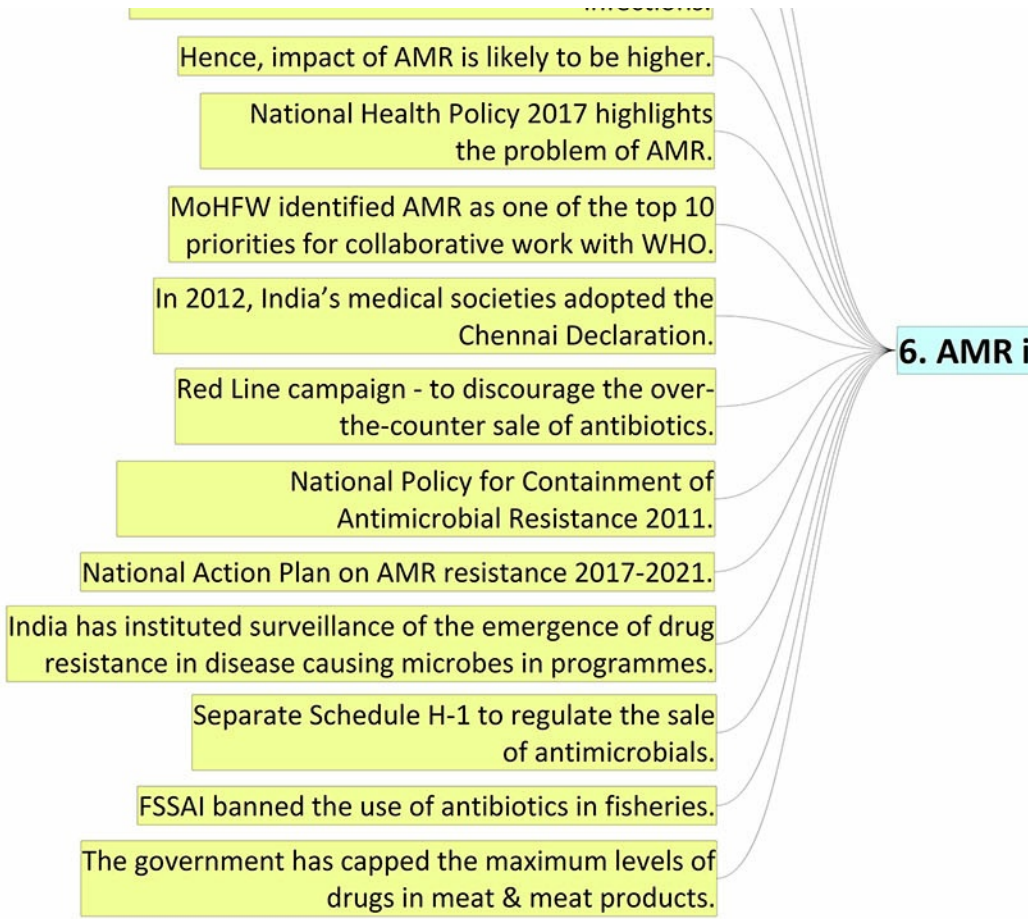 infections.
Hence, impact of AMR is likely to be higher.
National Health Policy 2017 highlights
the problem of AMR.
MoHFW identified AMR as one of the top 10
priorities for collaborative work with WHO.
In 2012, India’s medical societies adopted the
Chennai Declaration.
Red Line campaign - to discourage the over-
the-counter sale of antibiotics.
National Policy for Containment of
Antimicrobial Resistance 2011.
National Action Plan on AMR resistance 2017-2021.
India has instituted surveillance of the emergence of drug
resistance in disease causing microbes in programmes.
Separate Schedule H-1 to regulate the sale
of antimicrobials.
FSSAI banned the use of antibiotics in fisheries.
The government has capped the maximum levels of
drugs in meat & meat products.
6. AMR i